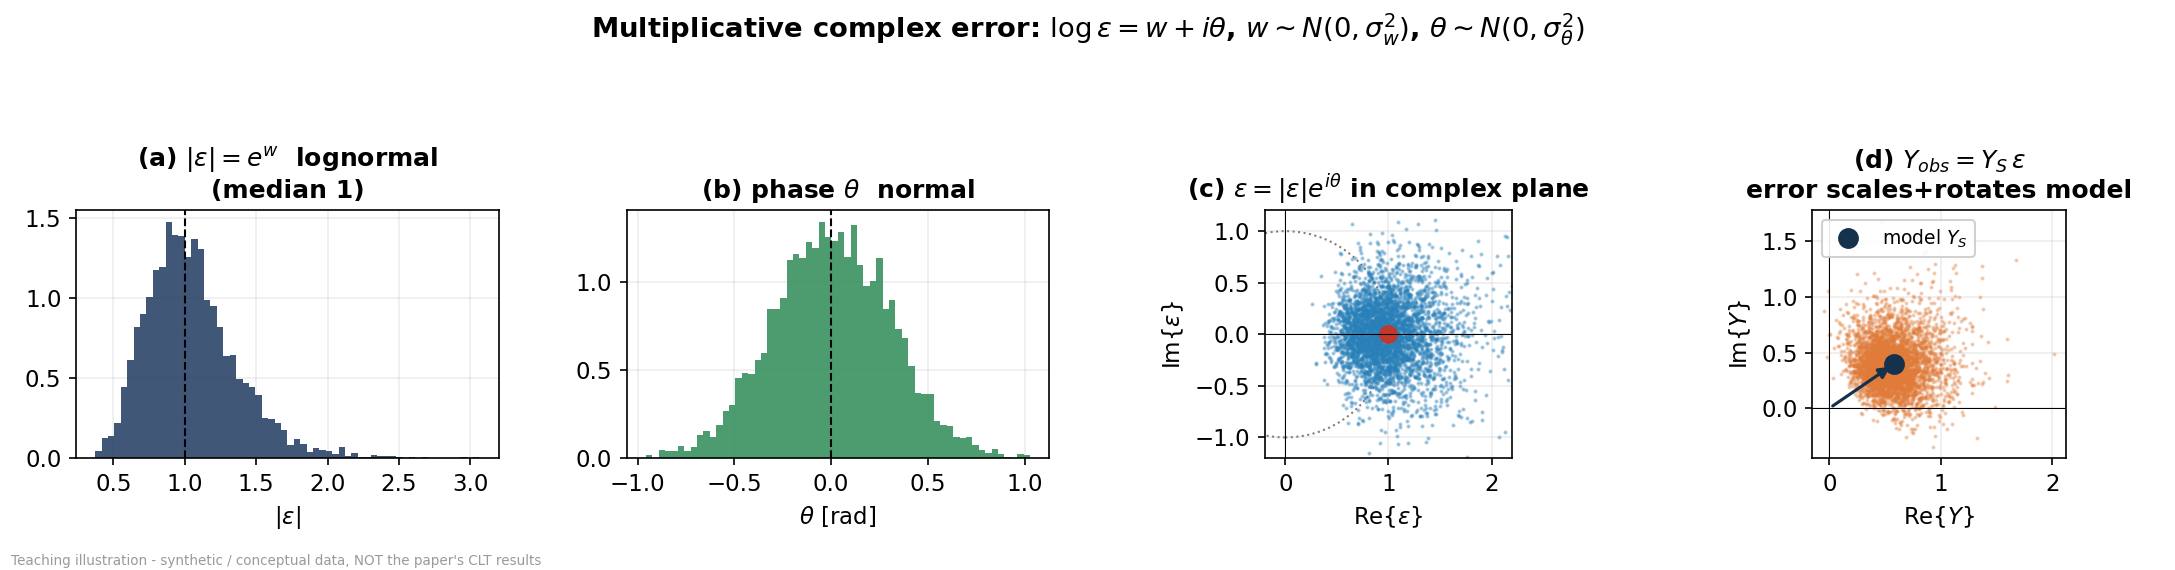 Multiplicative complex error: log ε = w + iθ, w ~ N(0, σ_w^2), θ ~ N(0, σ_θ^2)
(a) |ε| = e^w lognormal
(median 1)
1.5
1.0
0.5
0.0
0.5 1.0 1.5 2.0 2.5 3.0
|ε|
(b) phase θ normal
1.0
0.5
0.0
−1.0 −0.5 0.0 0.5 1.0
θ [rad]
(c) ε = |ε|e^{iθ} in complex plane
Im{ε}
1.0
0.5
0.0
−0.5
−1.0
0 1 2
Re{ε}
(d) Y_obs = Y_S ε
error scales+rotates model
model Y_S
Im{Y}
1.5
1.0
0.5
0.0
0 1 2
Re{Y}
Teaching illustration - synthetic / conceptual data, NOT the paper's CLT results